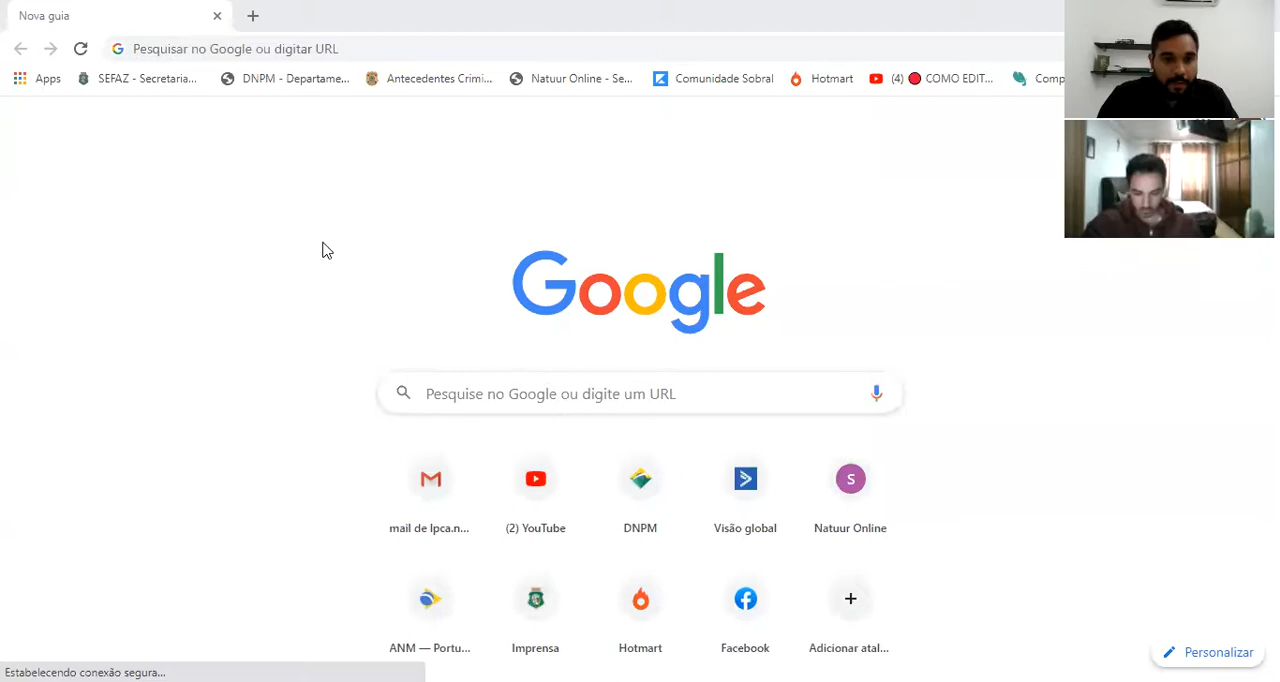 Nova guia
Pesquisar no Google ou digitar URL
Apps SEFAZ - Secretaria... DNPM - Departame... Antecedentes Crimi... Natuur Online - Se... Comunidade Sobral Hotmart (4) COMO EDIT... Comp
Google
Pesquise no Google ou digite um URL
S
mail de lpca.n... (2) YouTube DNPM Visão global Natuur Online
ANM — Portu... Imprensa Hotmart Facebook Adicionar atal...
Personalizar
Estabelecendo conexão segura...